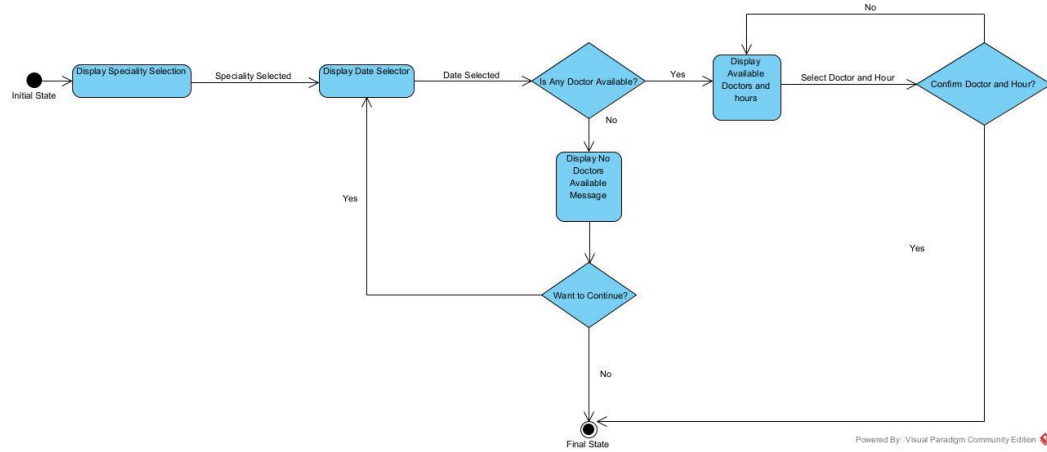 No
Display Speciality Selection
Speciality Selected
Display Date Selector
Date Selected
Is Any Doctor Available?
Yes
Display
Available
Doctors and
hours
Select Doctor and Hour
Confirm Doctor and Hour?
Initial State
No
Display No
Doctors
Available
Message
Yes
Yes
Want to Continue?
No
Final State
Powered By: Visual Paradigm Community Edition